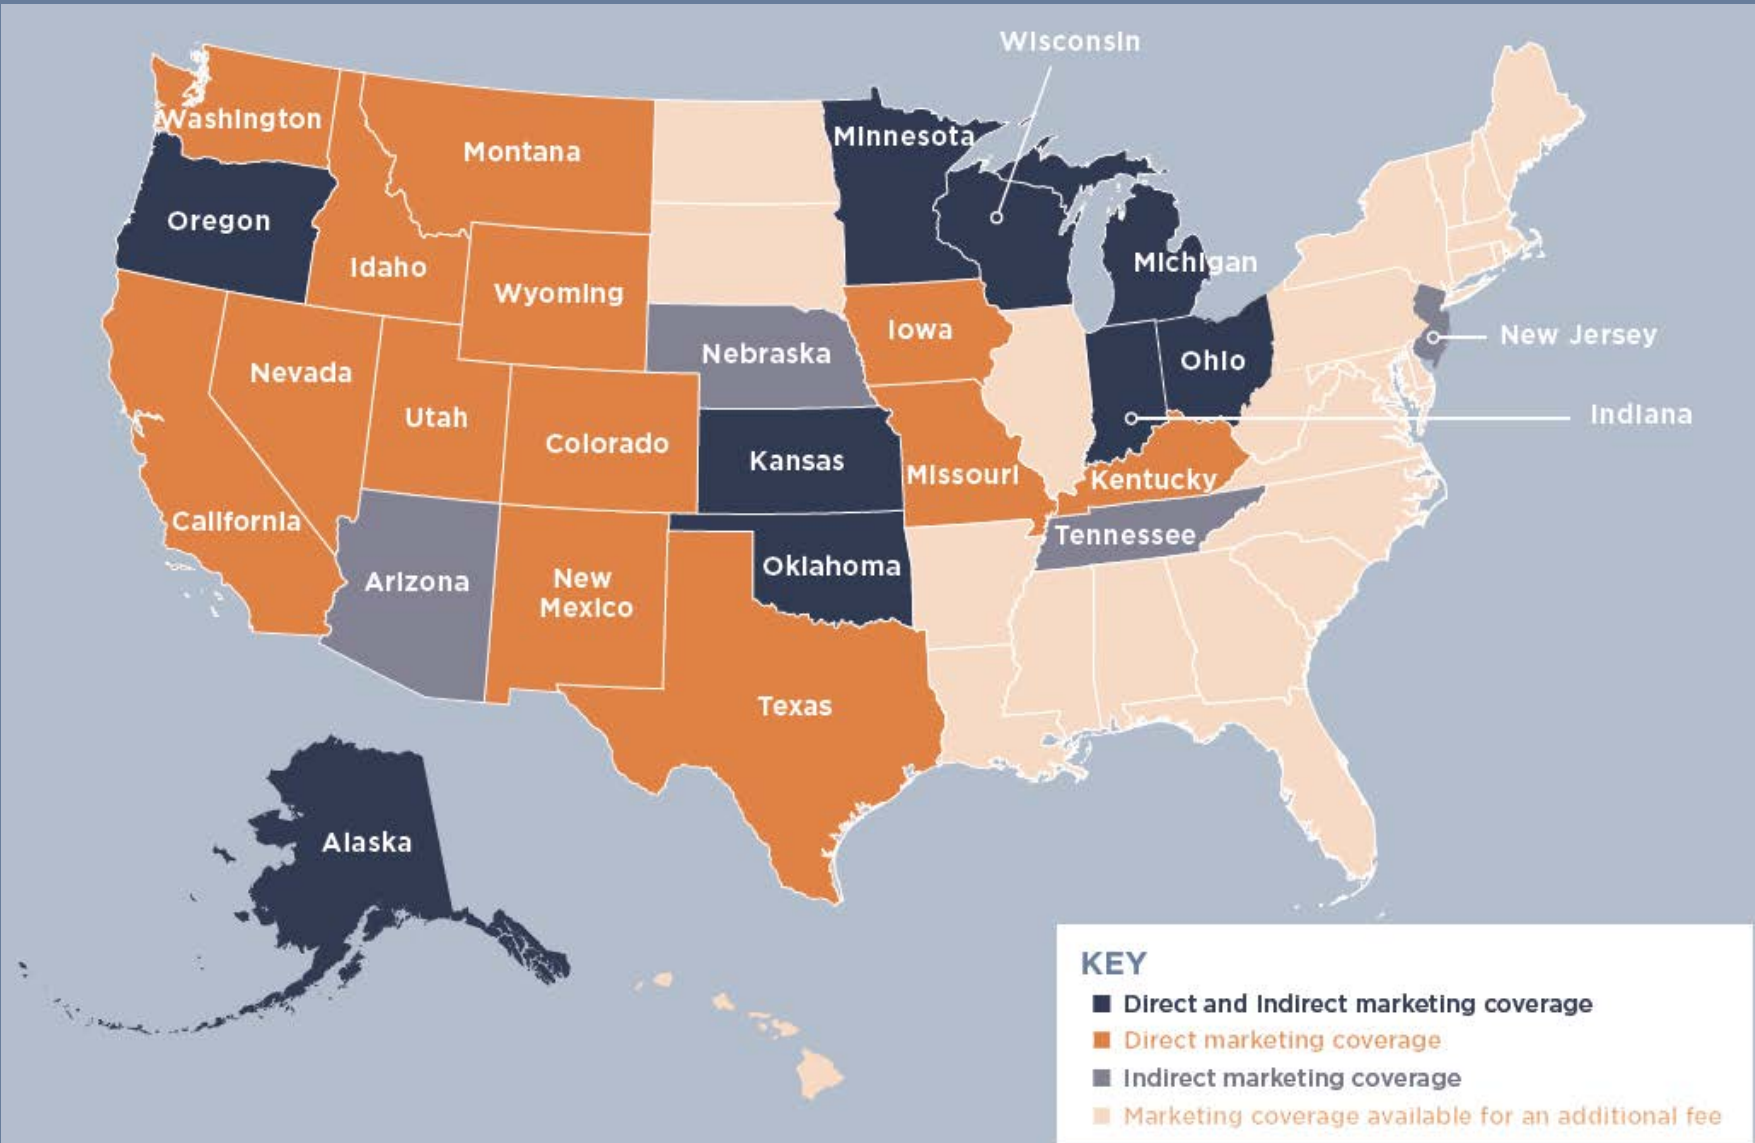 Wisconsin
Washington
Montana
Minnesota
Oregon
Idaho
Wyoming
Michigan
Nevada
Utah
Colorado
Nebraska
Iowa
Ohio
New Jersey
Indiana
Kansas
Missouri
Kentucky
California
Arizona
New
Mexico
Oklahoma
Tennessee
Texas
Alaska
KEY
Direct and Indirect marketing coverage
Direct marketing coverage
Indirect marketing coverage
Marketing coverage available for an additional fee